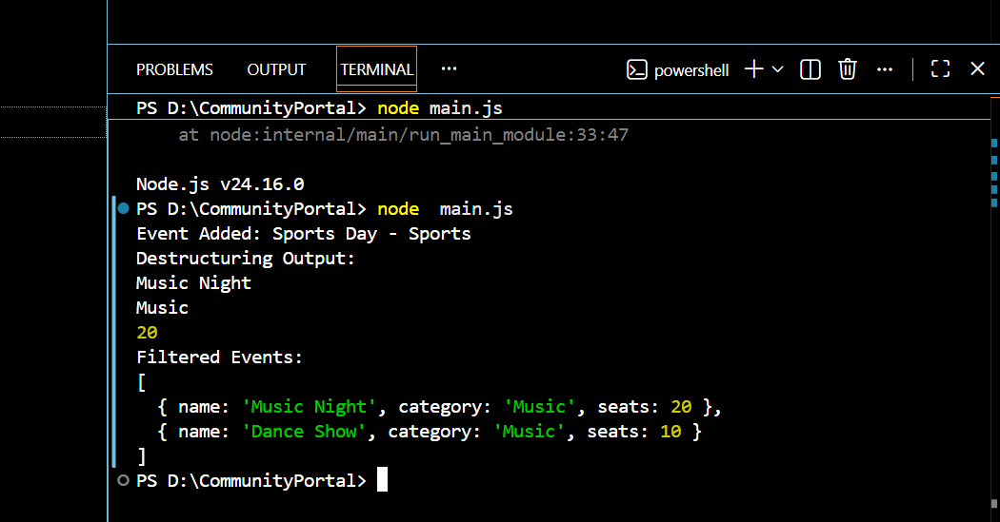 PROBLEMS OUTPUT TERMINAL ··· powershell
PS D:\CommunityPortal> node main.js
    at node:internal/main/run_main_module:33:47
Node.js v24.16.0
PS D:\CommunityPortal> node  main.js
Event Added: Sports Day - Sports
Destructuring Output:
Music Night
Music
20
Filtered Events:
[
  { name: 'Music Night', category: 'Music', seats: 20 },
  { name: 'Dance Show', category: 'Music', seats: 10 }
]
PS D:\CommunityPortal>